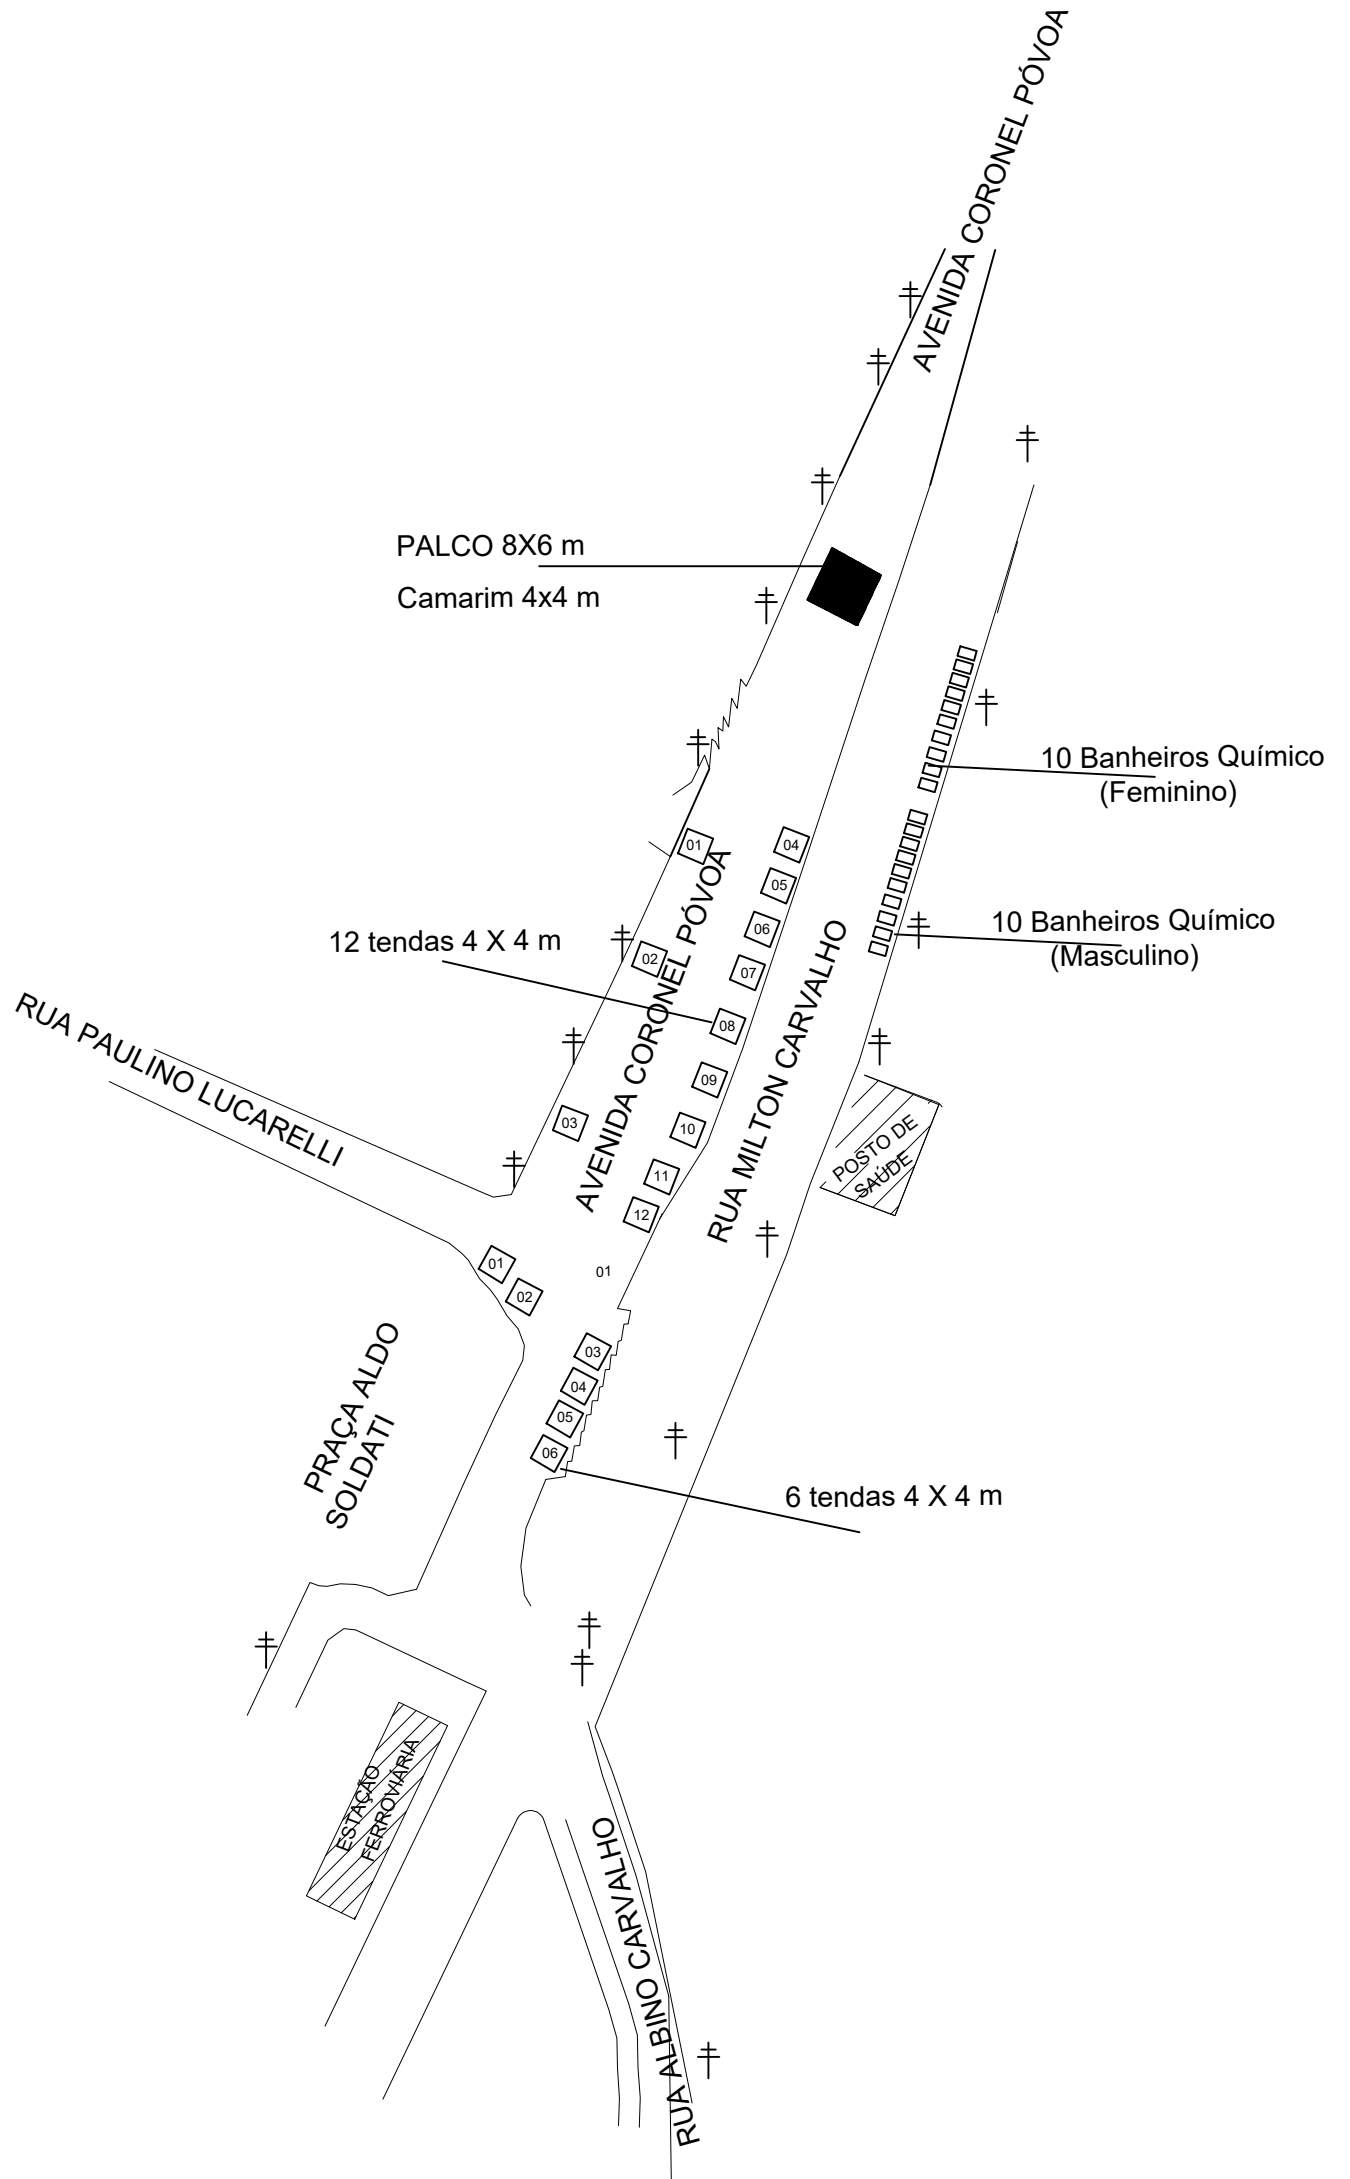 AVENIDA CORONEL PÓVOA
PALCO 8X6 m
Camarim 4x4 m
10 Banheiros Químico
(Feminino)
01
04
05
10 Banheiros Químico
(Masculino)
06
12 tendas 4 X 4 m
02
07
AVENIDA CORONEL PÓVOA
RUA MILTON CARVALHO
08
RUA PAULINO LUCARELLI
09
03
10
POSTO DE
SAÚDE
11
12
01
01
02
03
PRAÇA ALDO
SOLDATI
04
05
06
6 tendas 4 X 4 m
ESTAÇÃO
FERROVIÁRIA
RUA ALBINO CARVALHO